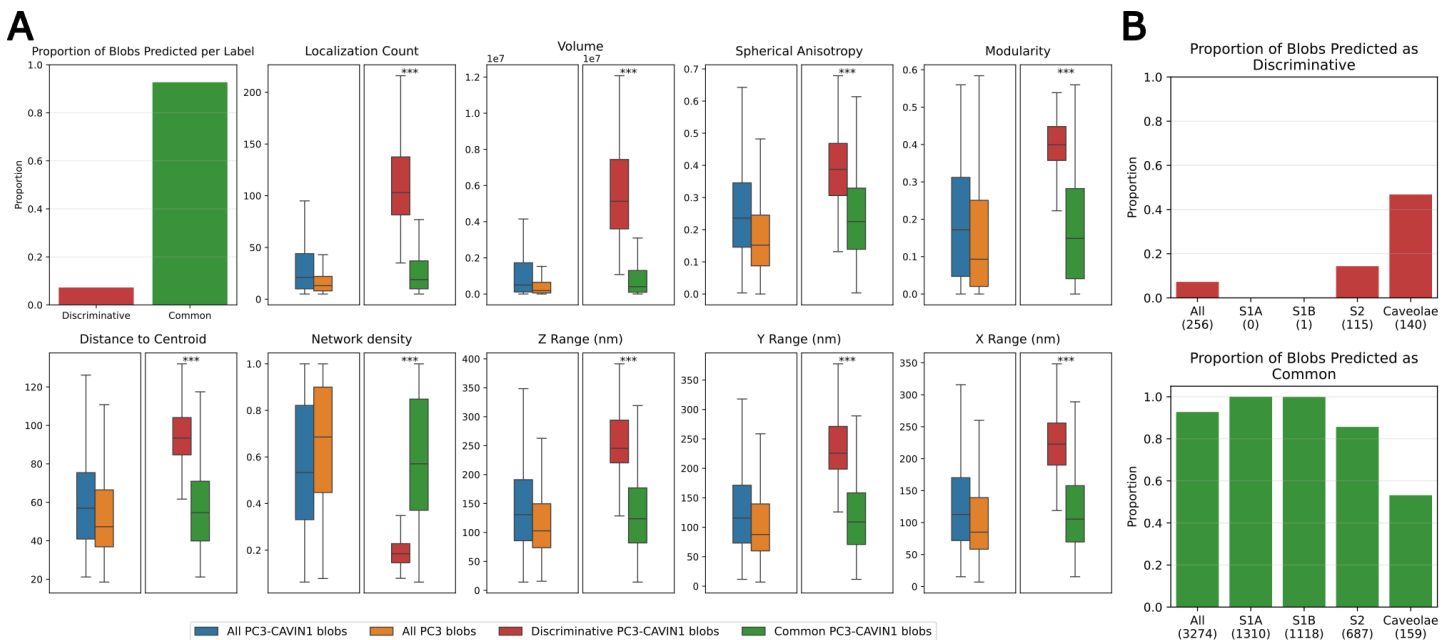 A
B
Proportion of Blobs Predicted per Label
Proportion
1.0
0.8
0.6
0.4
0.2
0.0
Discriminative
Common
Localization Count
200
150
100
50
0
Volume
1e7
1e7
1.2
1.0
0.8
0.6
0.4
0.2
0.0
***
***
Spherical Anisotropy
0.7
0.6
0.5
0.4
0.3
0.2
0.1
0.0
***
Modularity
0.6
0.5
0.4
0.3
0.2
0.1
0.0
***
Distance to Centroid
120
100
80
60
40
20
***
Network density
1.0
0.8
0.6
0.4
0.2
***
Z Range (nm)
400
350
300
250
200
150
100
50
0
***
Y Range (nm)
350
300
250
200
150
100
50
0
***
X Range (nm)
350
300
250
200
150
100
50
0
***
All PC3-CAVIN1 blobs
All PC3 blobs
Discriminative PC3-CAVIN1 blobs
Common PC3-CAVIN1 blobs
Proportion of Blobs Predicted as
Discriminative
Proportion
1.0
0.8
0.6
0.4
0.2
0.0
All S1A S1B S2 Caveolae
(256) (0) (1) (115) (140)
Proportion of Blobs Predicted as
Common
Proportion
1.0
0.8
0.6
0.4
0.2
0.0
All S1A S1B S2 Caveolae
(3274) (1310) (1118) (687) (159)